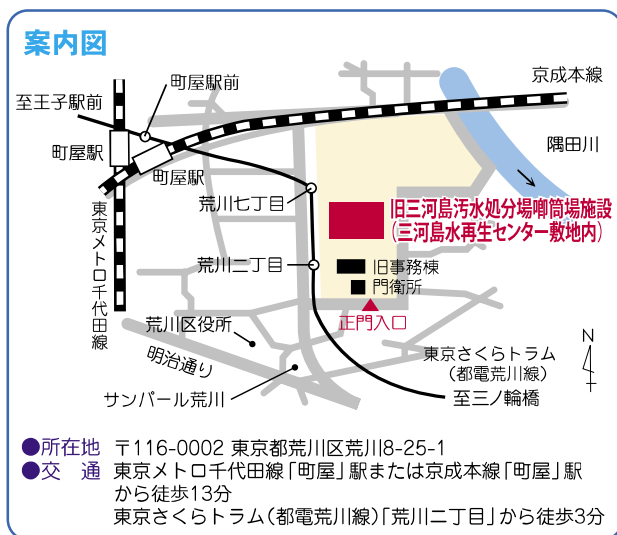 案内図
町屋駅前
京成本線
至王子駅前
隅田川
町屋駅
町屋駅
荒川七丁目
旧三河島汚水処分場喞筒場施設
（三河島水再生センター敷地内）
東京メトロ千代田線
荒川二丁目
旧事務棟
門衛所
荒川区役所
正門入口
明治通り
東京さくらトラム
（都電荒川線）
N
サンパール荒川
至三ノ輪橋
●所在地 〒116-0002 東京都荒川区荒川8-25-1
●交　通 東京メトロ千代田線「町屋」駅または京成本線「町屋」駅
から徒歩13分
東京さくらトラム（都電荒川線）「荒川二丁目」から徒歩3分